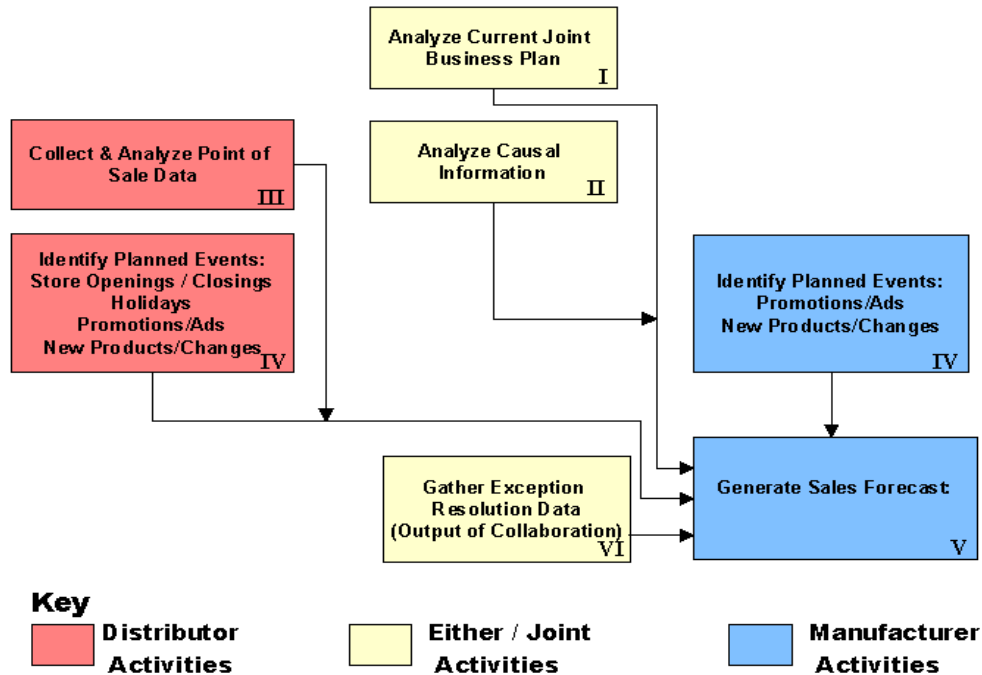 Analyze Current Joint
Business Plan
I
Collect & Analyze Point of
Sale Data
III
Analyze Causal
Information
II
Identify Planned Events:
Store Openings / Closings
Holidays
Promotions/Ads
New Products/Changes
IV
Identify Planned Events:
Promotions/Ads
New Products/Changes
IV
Gather Exception
Resolution Data
(Output of Collaboration)
VI
Generate Sales Forecast
V
Key
Distributor
Activities
Either / Joint
Activities
Manufacturer
Activities